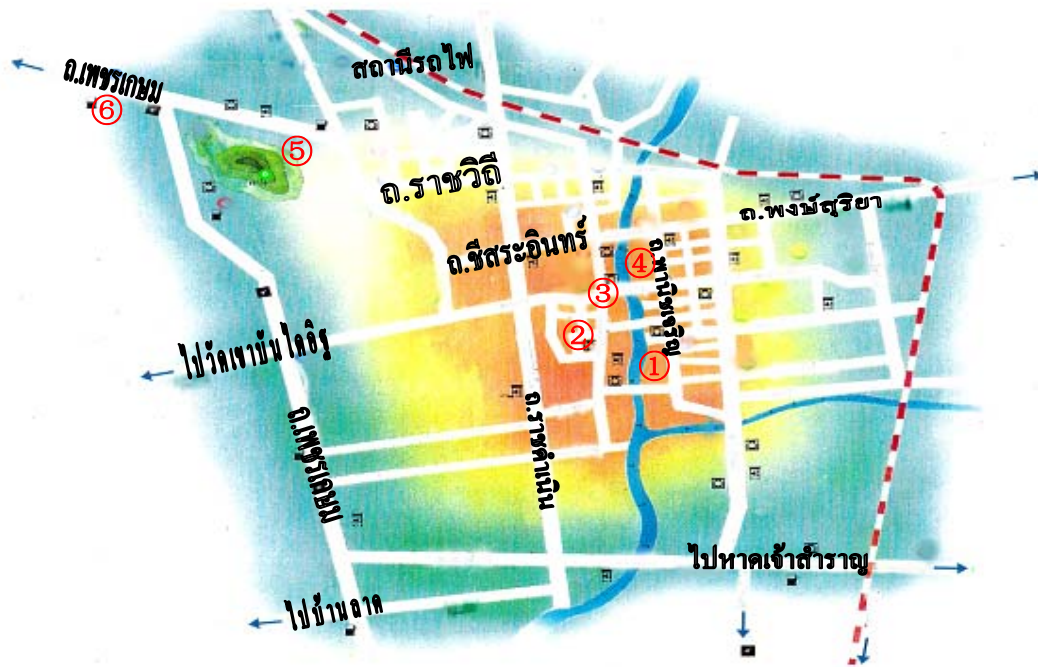 สถานีรถไฟ
ถ.เพชรเกษม
⑥
⑤
ถ.ราชวิถี
ถ.พงษ์สุริยา
ถ.ชีสระอินทร์
④
ถ.พานิชเจริญ
③
②
①
ไปวัดเขาบันไดอิฐ
ถ.เพชรเกษม
ถ.ราชดำเนิน
ไปหาดเจ้าสำราญ
ไปบ้านลาด